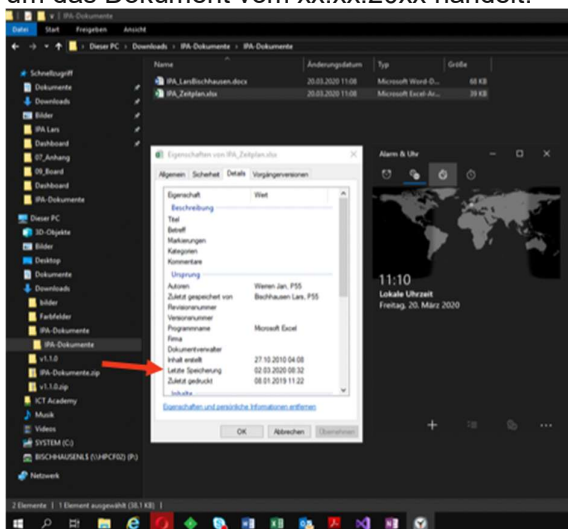 um das Dokument vom xx.xx.20xx handelt.
IPA-Dokumente
Datei Start Freigeben Ansicht
Dieser PC > Downloads > IPA-Dokumente > IPA-Dokumente
Name Änderungsdatum Typ Größe
IPA_LarsBischhausen.docx 20.03.2020 11:08 Microsoft Word-D... 68 KB
IPA_Zeitplan.xlsx 20.03.2020 11:08 Microsoft Excel-Ar... 39 KB
Schnellzugriff
Dokumente
Downloads
Bilder
IPA Lars
Dashboard
07_Anhang
09_Board
Dashboard
IPA-Dokumente
Dieser PC
3D-Objekte
Bilder
Desktop
Dokumente
Downloads
bilder
Farbfelder
IPA-Dokumente
IPA-Dokumente
v1.1.0
IPA-Dokumente.zip
v1.1.0.zip
ICT Academy
Musik
Videos
SYSTEM (C:)
BISCHHAUSENLS (\\HPCF02) (P:)
Netzwerk
Eigenschaften von IPA_Zeitplan.xlsx
Allgemein Sicherheit Details Vorgängerversionen
Eigenschaft Wert
Beschreibung
Titel
Betreff
Markierungen
Kategorien
Kommentare
Ursprung
Autoren Werren Jan, P55
Zuletzt gespeichert von Bischhausen Lars, P55
Revisionsnummer
Versionsnummer
Programmname Microsoft Excel
Firma
Dokumentverwalter
Inhalt erstellt 27.10.2010 04:08
Letzte Speicherung 02.03.2020 08:32
Zuletzt gedruckt 08.01.2019 11:22
Inhalte
Eigenschaften und persönliche Informationen entfernen
OK Abbrechen Übernehmen
Alarm & Uhr
11:10
Lokale Uhrzeit
Freitag, 20. März 2020
2 Elemente 1 Element ausgewählt (38.1 KB)